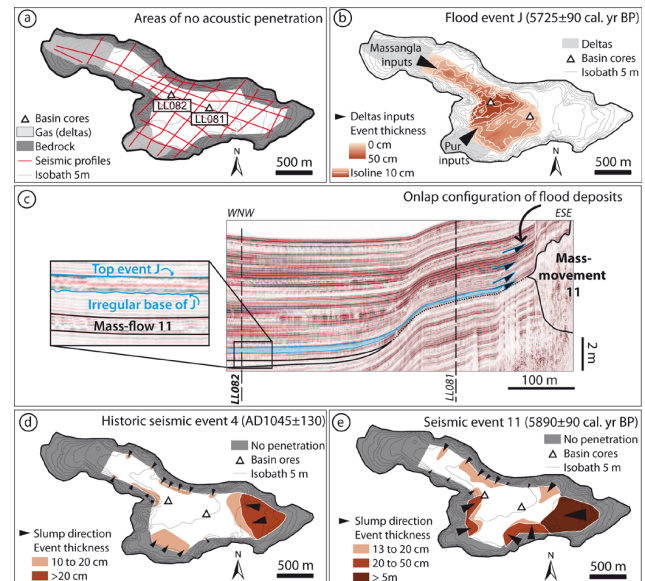 a
Areas of no acoustic penetration
LL082
LL081
Basin cores
Gas (deltas)
Bedrock
Seismic profiles
Isobath 5m
N
500 m
b
Flood event J (5725±90 cal. yr BP)
Massangla
inputs
Deltas
Basin cores
Isobath 5 m
Deltas inputs
Event thickness
0 cm
50 cm
Isoline 10 cm
Pur
inputs
N
500 m
c
Onlap configuration of flood deposits
WNW
ESE
Top event J
Irregular base of J
Mass-flow 11
Mass-
movement
11
2 m
LL082
LL081
100 m
d
Historic seismic event 4 (AD1045±130)
No penetration
Basin ores
Isobath 5 m
Slump direction
Event thickness
10 to 20 cm
>20 cm
N
500 m
e
Seismic event 11 (5890±90 cal. yr BP)
No penetration
Basin cores
Isobath 5 m
Slump direction
Event thickness
13 to 20 cm
20 to 50 cm
> 5m
N
500 m